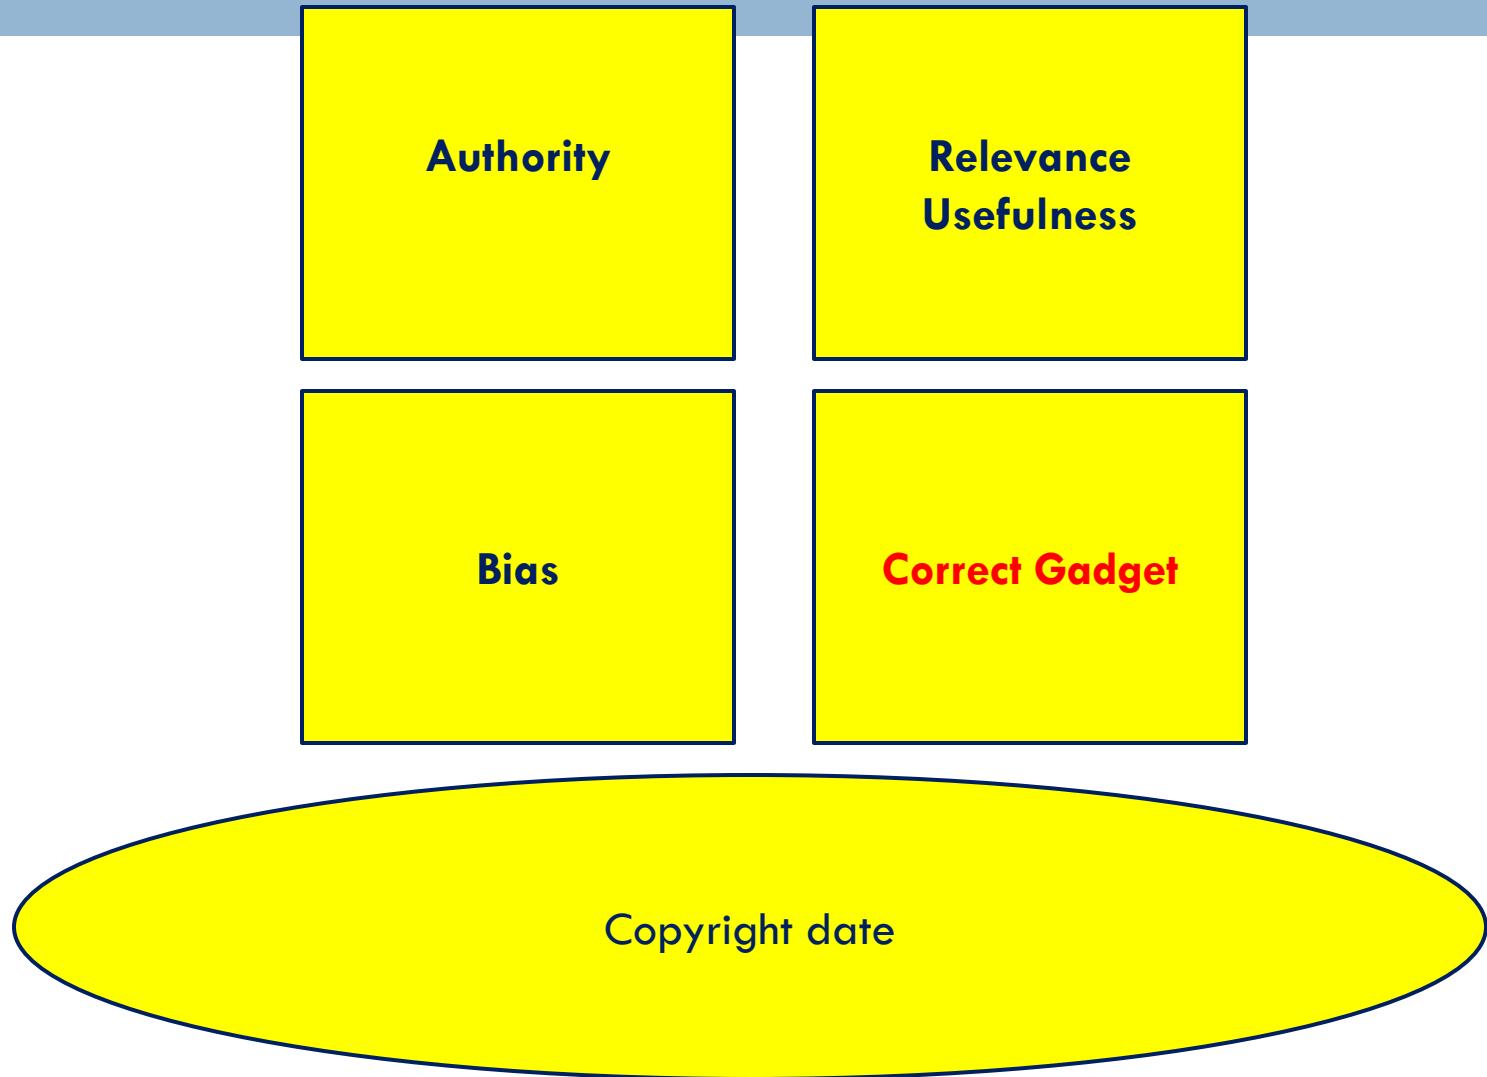 Authority
Relevance
Usefulness
Bias
Correct Gadget
Copyright date